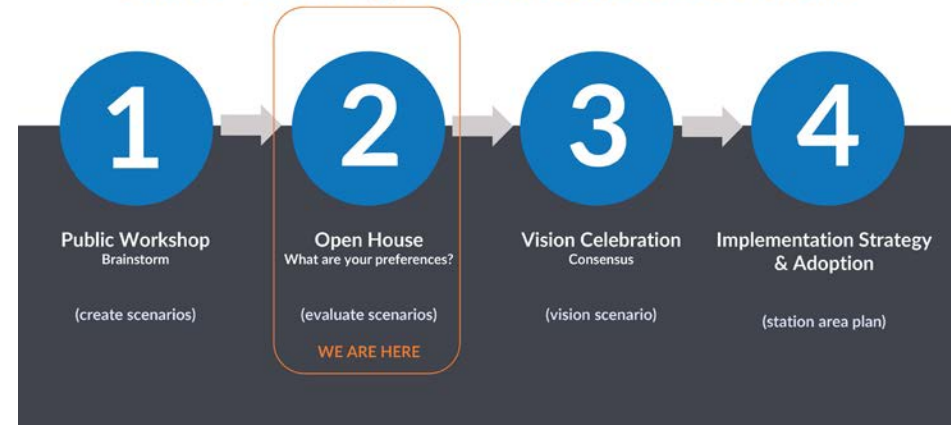 1
Public Workshop
Brainstorm
(create scenarios)
2
Open House
What are your preferences?
(evaluate scenarios)
WE ARE HERE
3
Vision Celebration
Consensus
(vision scenario)
4
Implementation Strategy
& Adoption
(station area plan)